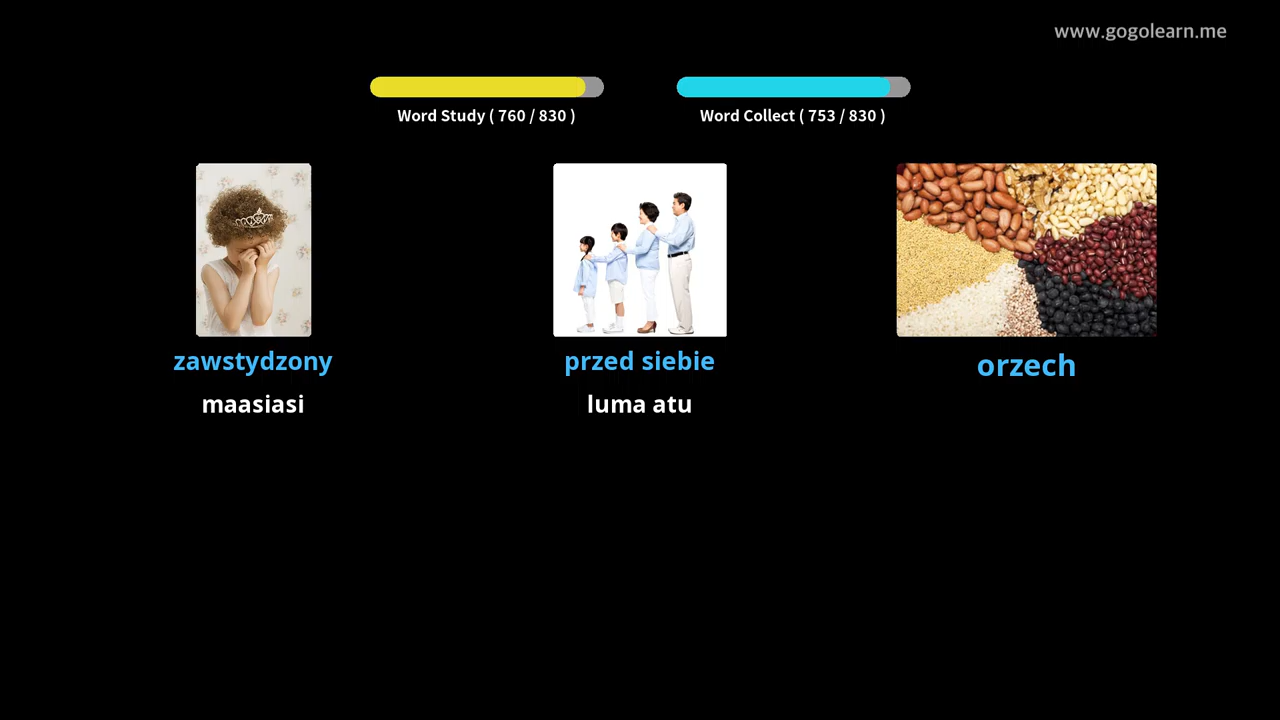 www.gogolearn.me
Word Study ( 760 / 830 )
Word Collect ( 753 / 830 )
zawstydzony
maasiasi
przed siebie
luma atu
orzech